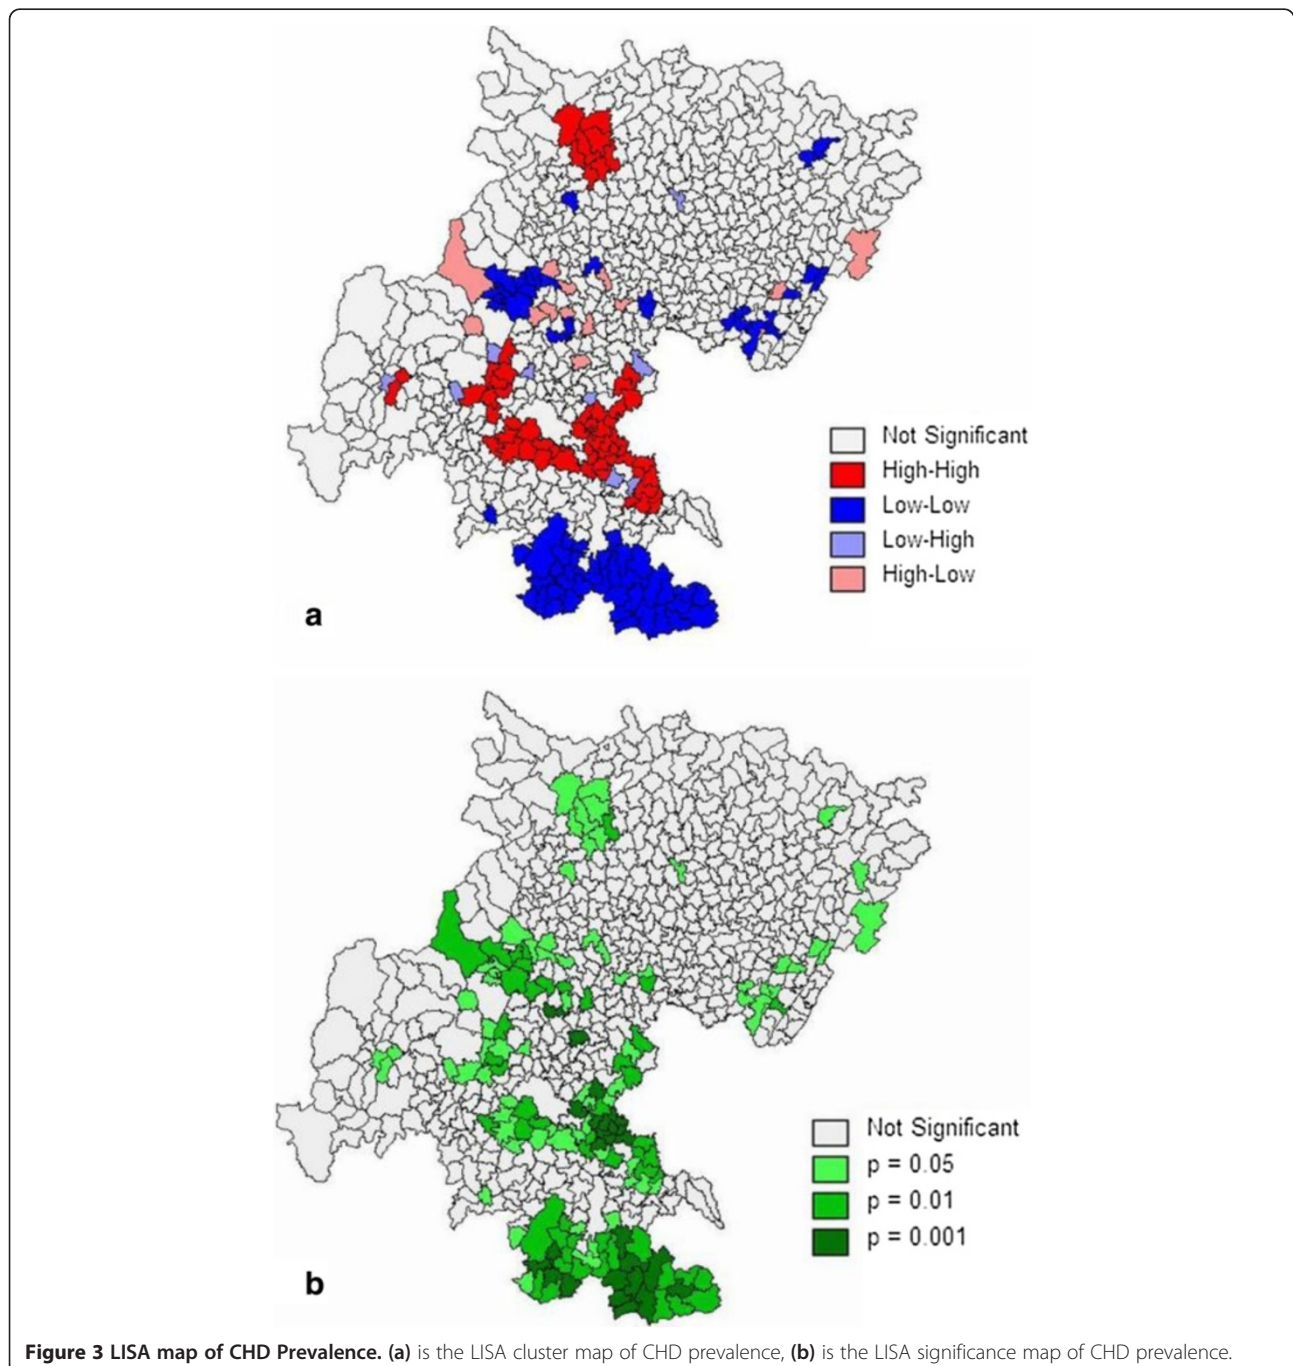 Not Significant
High-High
Low-Low
Low-High
High-Low
a
Not Significant
p = 0.05
p = 0.01
p = 0.001
b
Figure 3 LISA map of CHD Prevalence. (a) is the LISA cluster map of CHD prevalence, (b) is the LISA significance map of CHD prevalence.